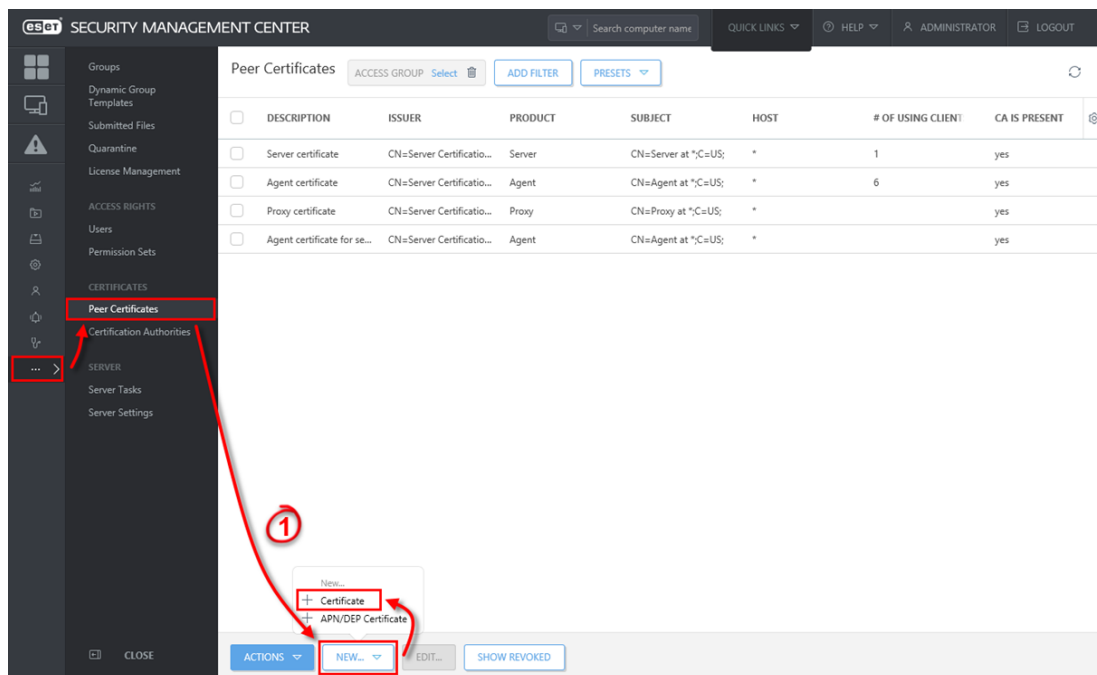 eset SECURITY MANAGEMENT CENTER
Search computer name
QUICK LINKS
HELP
ADMINISTRATOR
LOGOUT
Groups
Dynamic Group
Templates
Submitted Files
Quarantine
License Management
ACCESS RIGHTS
Users
Permission Sets
CERTIFICATES
Peer Certificates
Certification Authorities
SERVER
Server Tasks
Server Settings
CLOSE
Peer Certificates
ACCESS GROUP Select
ADD FILTER
PRESETS
DESCRIPTION ISSUER PRODUCT SUBJECT HOST # OF USING CLIENT CA IS PRESENT
Server certificate CN=Server Certificatio... Server CN=Server at *;C=US; * 1 yes
Agent certificate CN=Server Certificatio... Agent CN=Agent at *;C=US; * 6 yes
Proxy certificate CN=Server Certificatio... Proxy CN=Proxy at *;C=US; * yes
Agent certificate for se... CN=Server Certificatio... Agent CN=Agent at *;C=US; * yes
1
New...
+ Certificate
+ APN/DEP Certificate
ACTIONS
NEW...
EDIT...
SHOW REVOKED